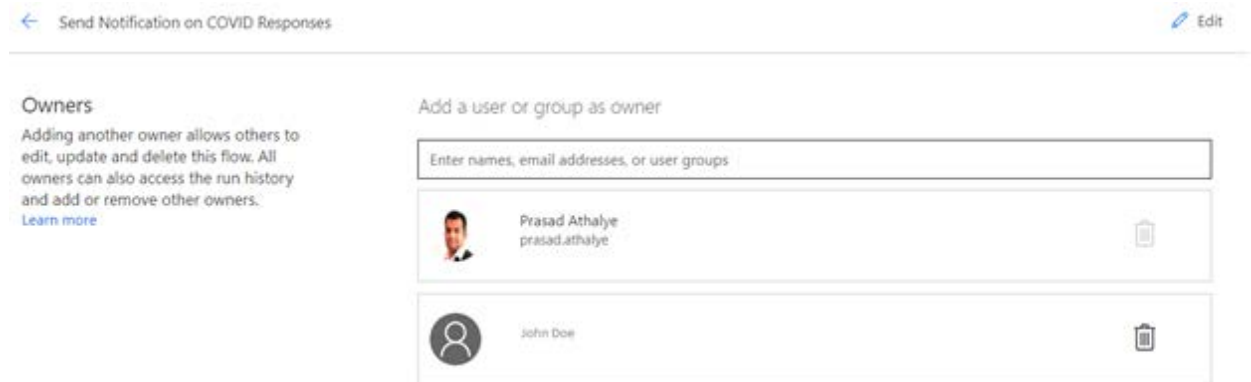 Send Notification on COVID Responses
Edit
Owners
Adding another owner allows others to
edit, update and delete this flow. All
owners can also access the run history
and add or remove other owners.
Learn more
Add a user or group as owner
Enter names, email addresses, or user groups
Prasad Athalye
prasad.athalye
John Doe